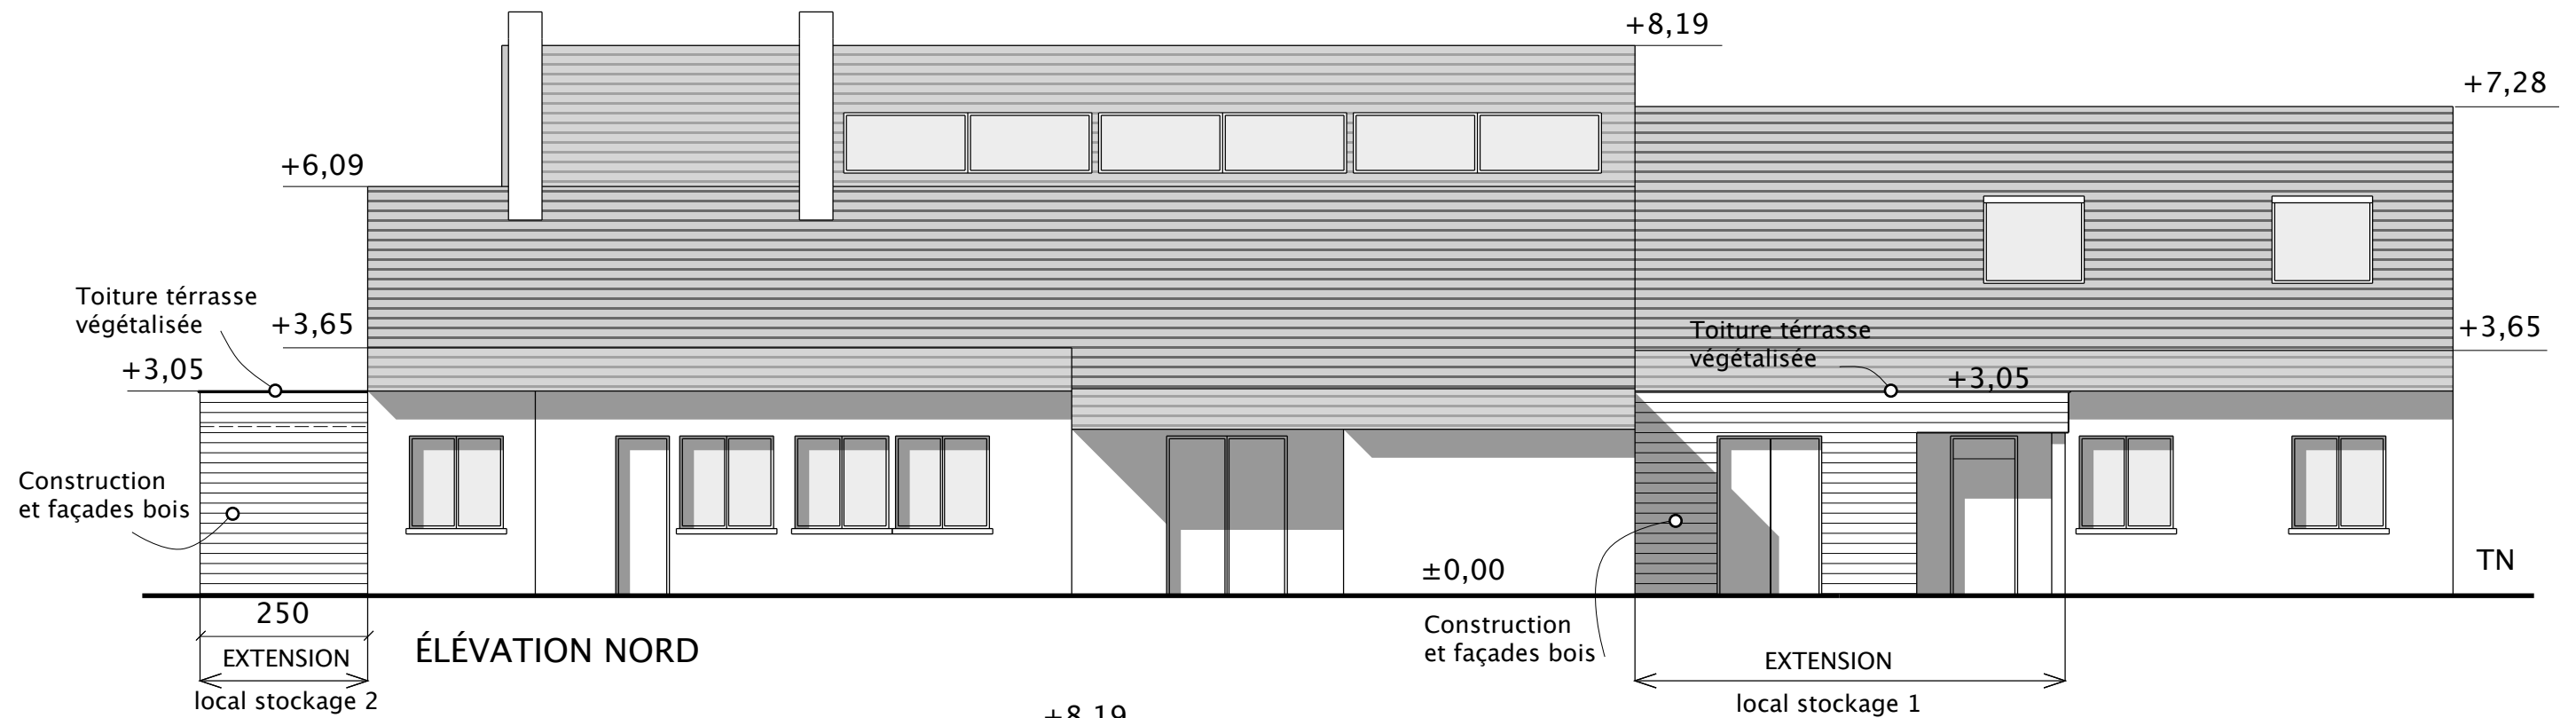 +8,19
+7,28
+6,09
Toiture térrasse
végétalisée
+3,65
+3,05
Toiture térrasse
végétalisée
+3,65
+3,05
Construction
et façades bois
±0,00
TN
250
EXTENSION
local stockage 2
ÉLÉVATION NORD
Construction
et façades bois
EXTENSION
local stockage 1
+8,19